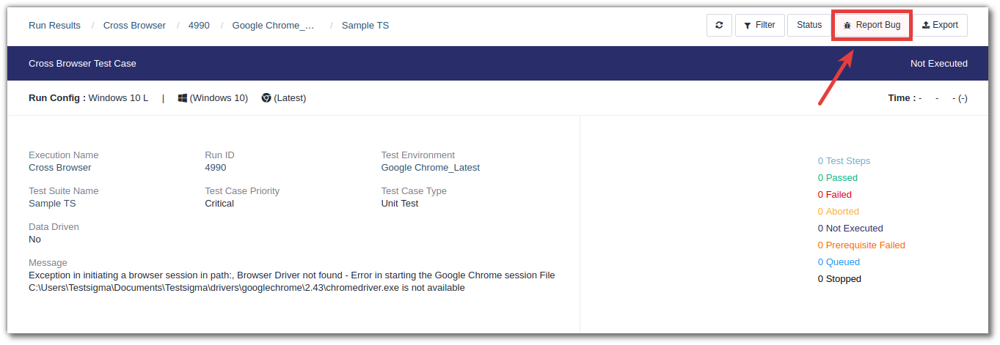 Run Results / Cross Browser / 4990 / Google Chrome_... / Sample TS Filter Status Report Bug Export
Cross Browser Test Case Not Executed
Run Config : Windows 10 L | (Windows 10) (Latest) Time : - - - (-)
Execution Name Run ID Test Environment
Cross Browser 4990 Google Chrome_Latest
Test Suite Name Test Case Priority Test Case Type
Sample TS Critical Unit Test
Data Driven
No
Message
Exception in initiating a browser session in path:, Browser Driver not found - Error in starting the Google Chrome session File
C:\Users\Testsigma\Documents\Testsigma\drivers\googlechrome\2.43\chromedriver.exe is not available
0 Test Steps
0 Passed
0 Failed
0 Aborted
0 Not Executed
0 Prerequisite Failed
0 Queued
0 Stopped